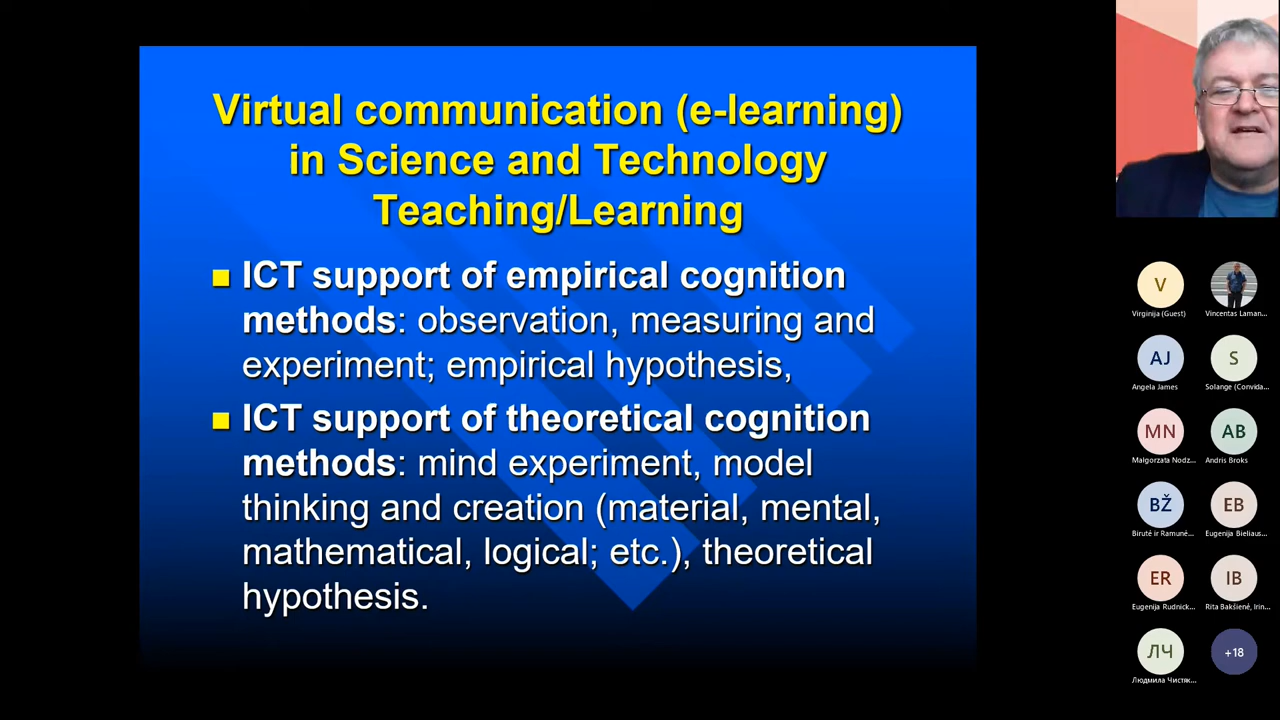 Virtual communication (e-learning)
in Science and Technology
Teaching/Learning
ICT support of empirical cognition
methods: observation, measuring and
experiment; empirical hypothesis,
ICT support of theoretical cognition
methods: mind experiment, model
thinking and creation (material, mental,
mathematical, logical; etc.), theoretical
hypothesis.
V
Virginija (Guest)
Vincentas Laman...
AJ
S
Angela James
Solange (Convida...
MN
AB
Małgorzata Nodz...
Andris Broks
BŽ
EB
Birutė ir Ramunė...
Eugenija Bieliaus...
ER
IB
Eugenija Rudnick...
Rita Bakšienė, Irin...
ЛЧ
+18
Людмила Чистяк...